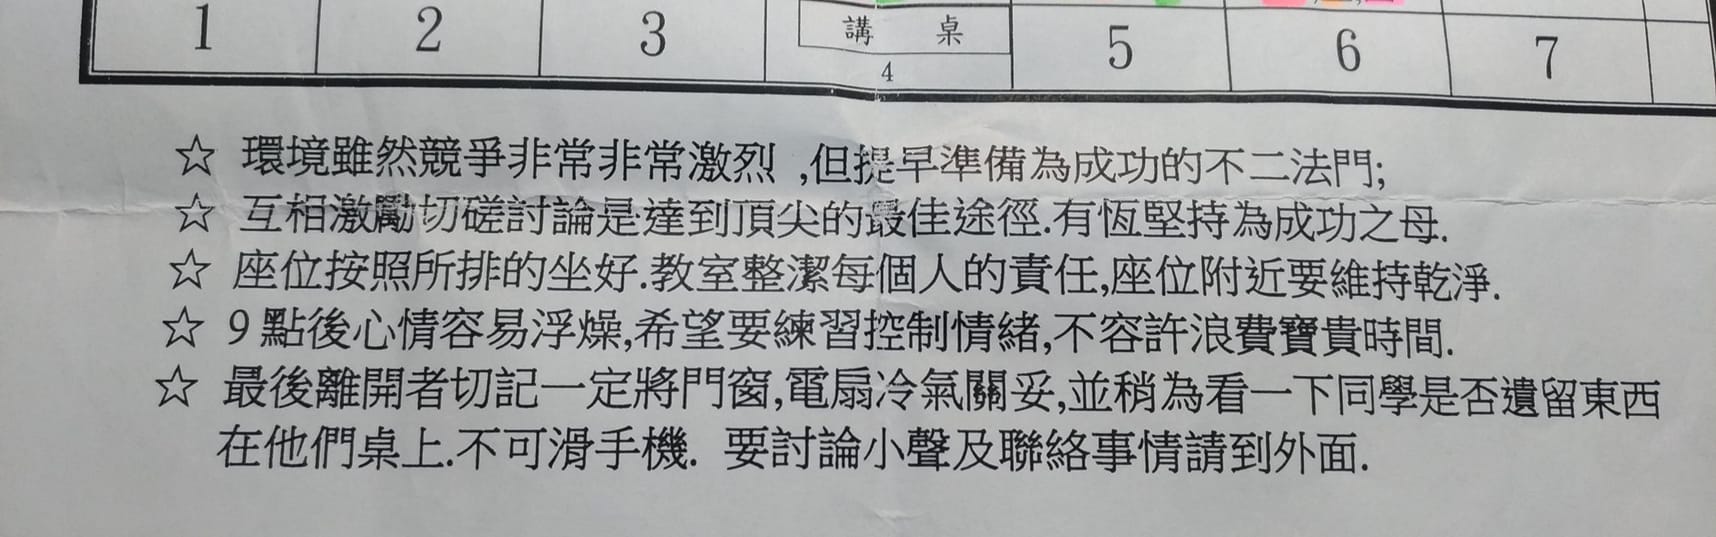 1 2 3 講 桌 5 6 7
4
☆ 環境雖然競爭非常非常激烈 ,但提早準備為成功的不二法門;
☆ 互相激勵切磋討論是達到頂尖的最佳途徑.有恆堅持為成功之母.
☆ 座位按照所排的坐好.教室整潔每個人的責任,座位附近要維持乾淨.
☆ 9 點後心情容易浮燥,希望要練習控制情緒,不容許浪費寶貴時間.
☆ 最後離開者切記一定將門窗,電扇冷氣關妥,並稍為看一下同學是否遺留東西
在他們桌上.不可滑手機. 要討論小聲及聯絡事情請到外面.